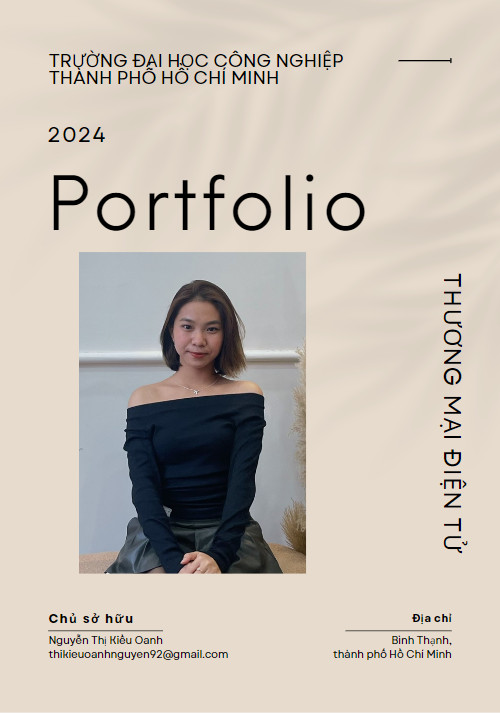 TRƯỜNG ĐẠI HỌC CÔNG NGHIỆP
THÀNH PHỐ HỒ CHÍ MINH
2024
Portfolio
THƯƠNG MẠI ĐIỆN TỬ
Chủ sở hữu
Nguyễn Thị Kiều Oanh
thikieuoanhnguyen92@gmail.com
Địa chỉ
Bình Thạnh,
thành phố Hồ Chí Minh